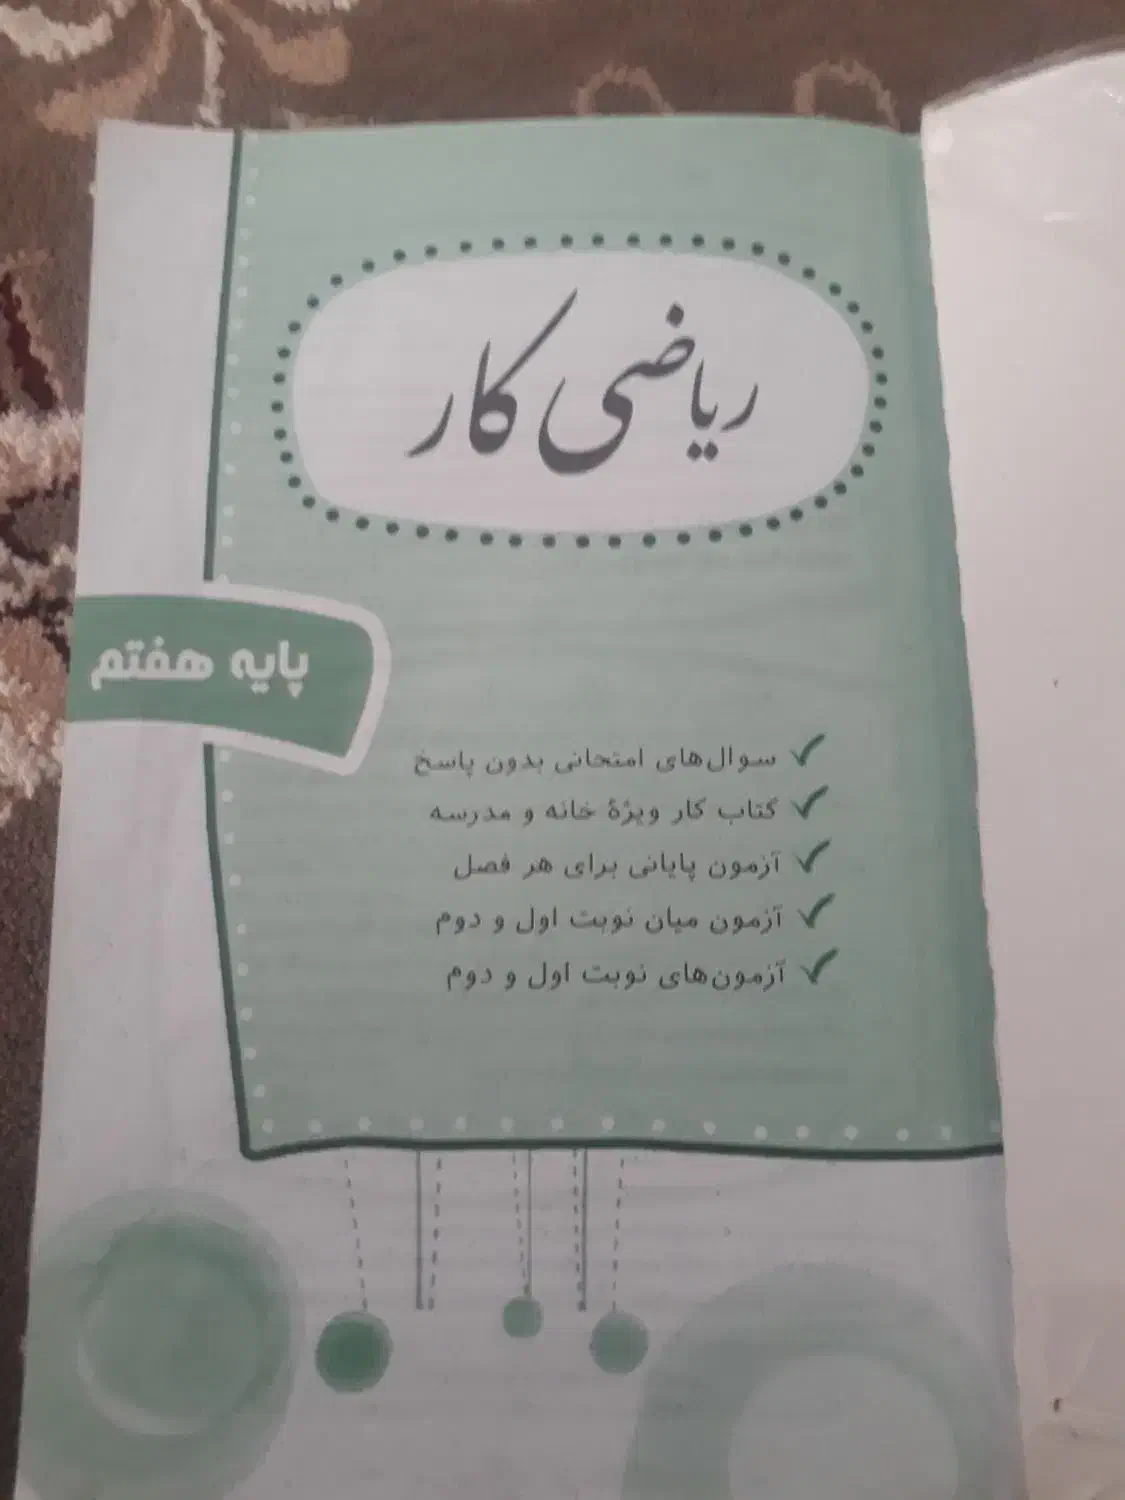 ریاضی کار
پایه هفتم
سوال‌های امتحانی بدون پاسخ
کتاب کار ویژهٔ خانه و مدرسه
آزمون پایانی برای هر فصل
آزمون میان نوبت اول و دوم
آزمون‌های نوبت اول و دوم